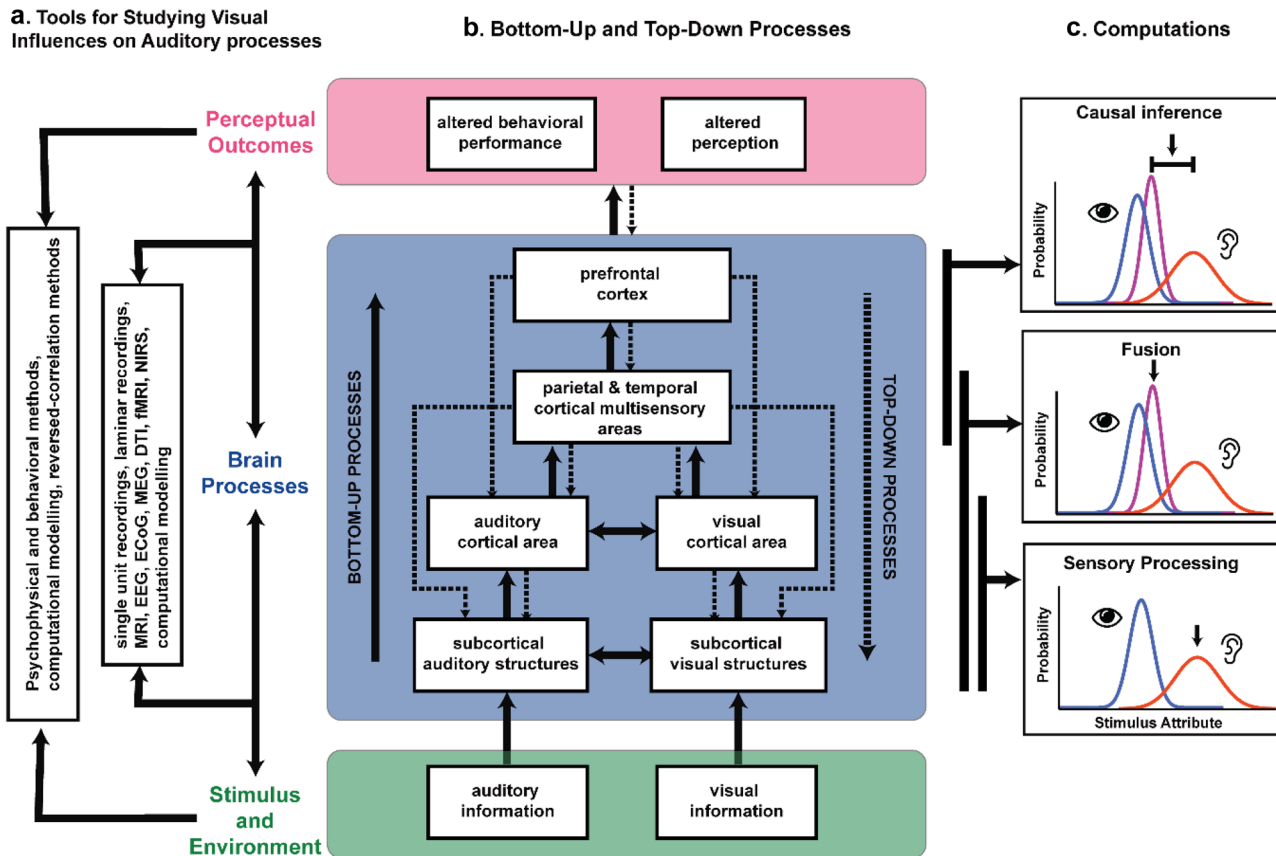 a. Tools for Studying Visual
Influences on Auditory processes
Perceptual
Outcomes
Psychophysical and behavioral methods,
computational modelling, reversed-correlation methods
single unit recordings, laminar recordings,
MRI, EEG, ECoG, MEG, DTI, fMRI, NIRS,
computational modelling
Brain
Processes
Stimulus
and
Environment
b. Bottom-Up and Top-Down Processes
altered behavioral
performance
altered
perception
prefrontal
cortex
parietal & temporal
cortical multisensory
areas
BOTTOM-UP PROCESSES
TOP-DOWN PROCESSES
auditory
cortical area
visual
cortical area
subcortical
auditory structures
subcortical
visual structures
auditory
information
visual
information
c. Computations
Causal inference
Probability
Fusion
Probability
Sensory Processing
Probability
Stimulus Attribute